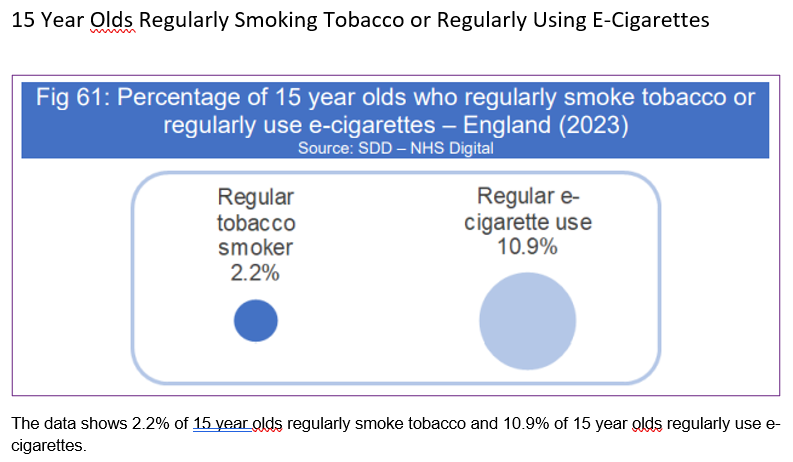 15 Year Olds Regularly Smoking Tobacco or Regularly Using E-Cigarettes
Fig 61: Percentage of 15 year olds who regularly smoke tobacco or
regularly use e-cigarettes – England (2023)
Source: SDD – NHS Digital
Regular
tobacco
smoker
2.2%
Regular e-
cigarette use
10.9%
The data shows 2.2% of 15 year olds regularly smoke tobacco and 10.9% of 15 year olds regularly use e-
cigarettes.